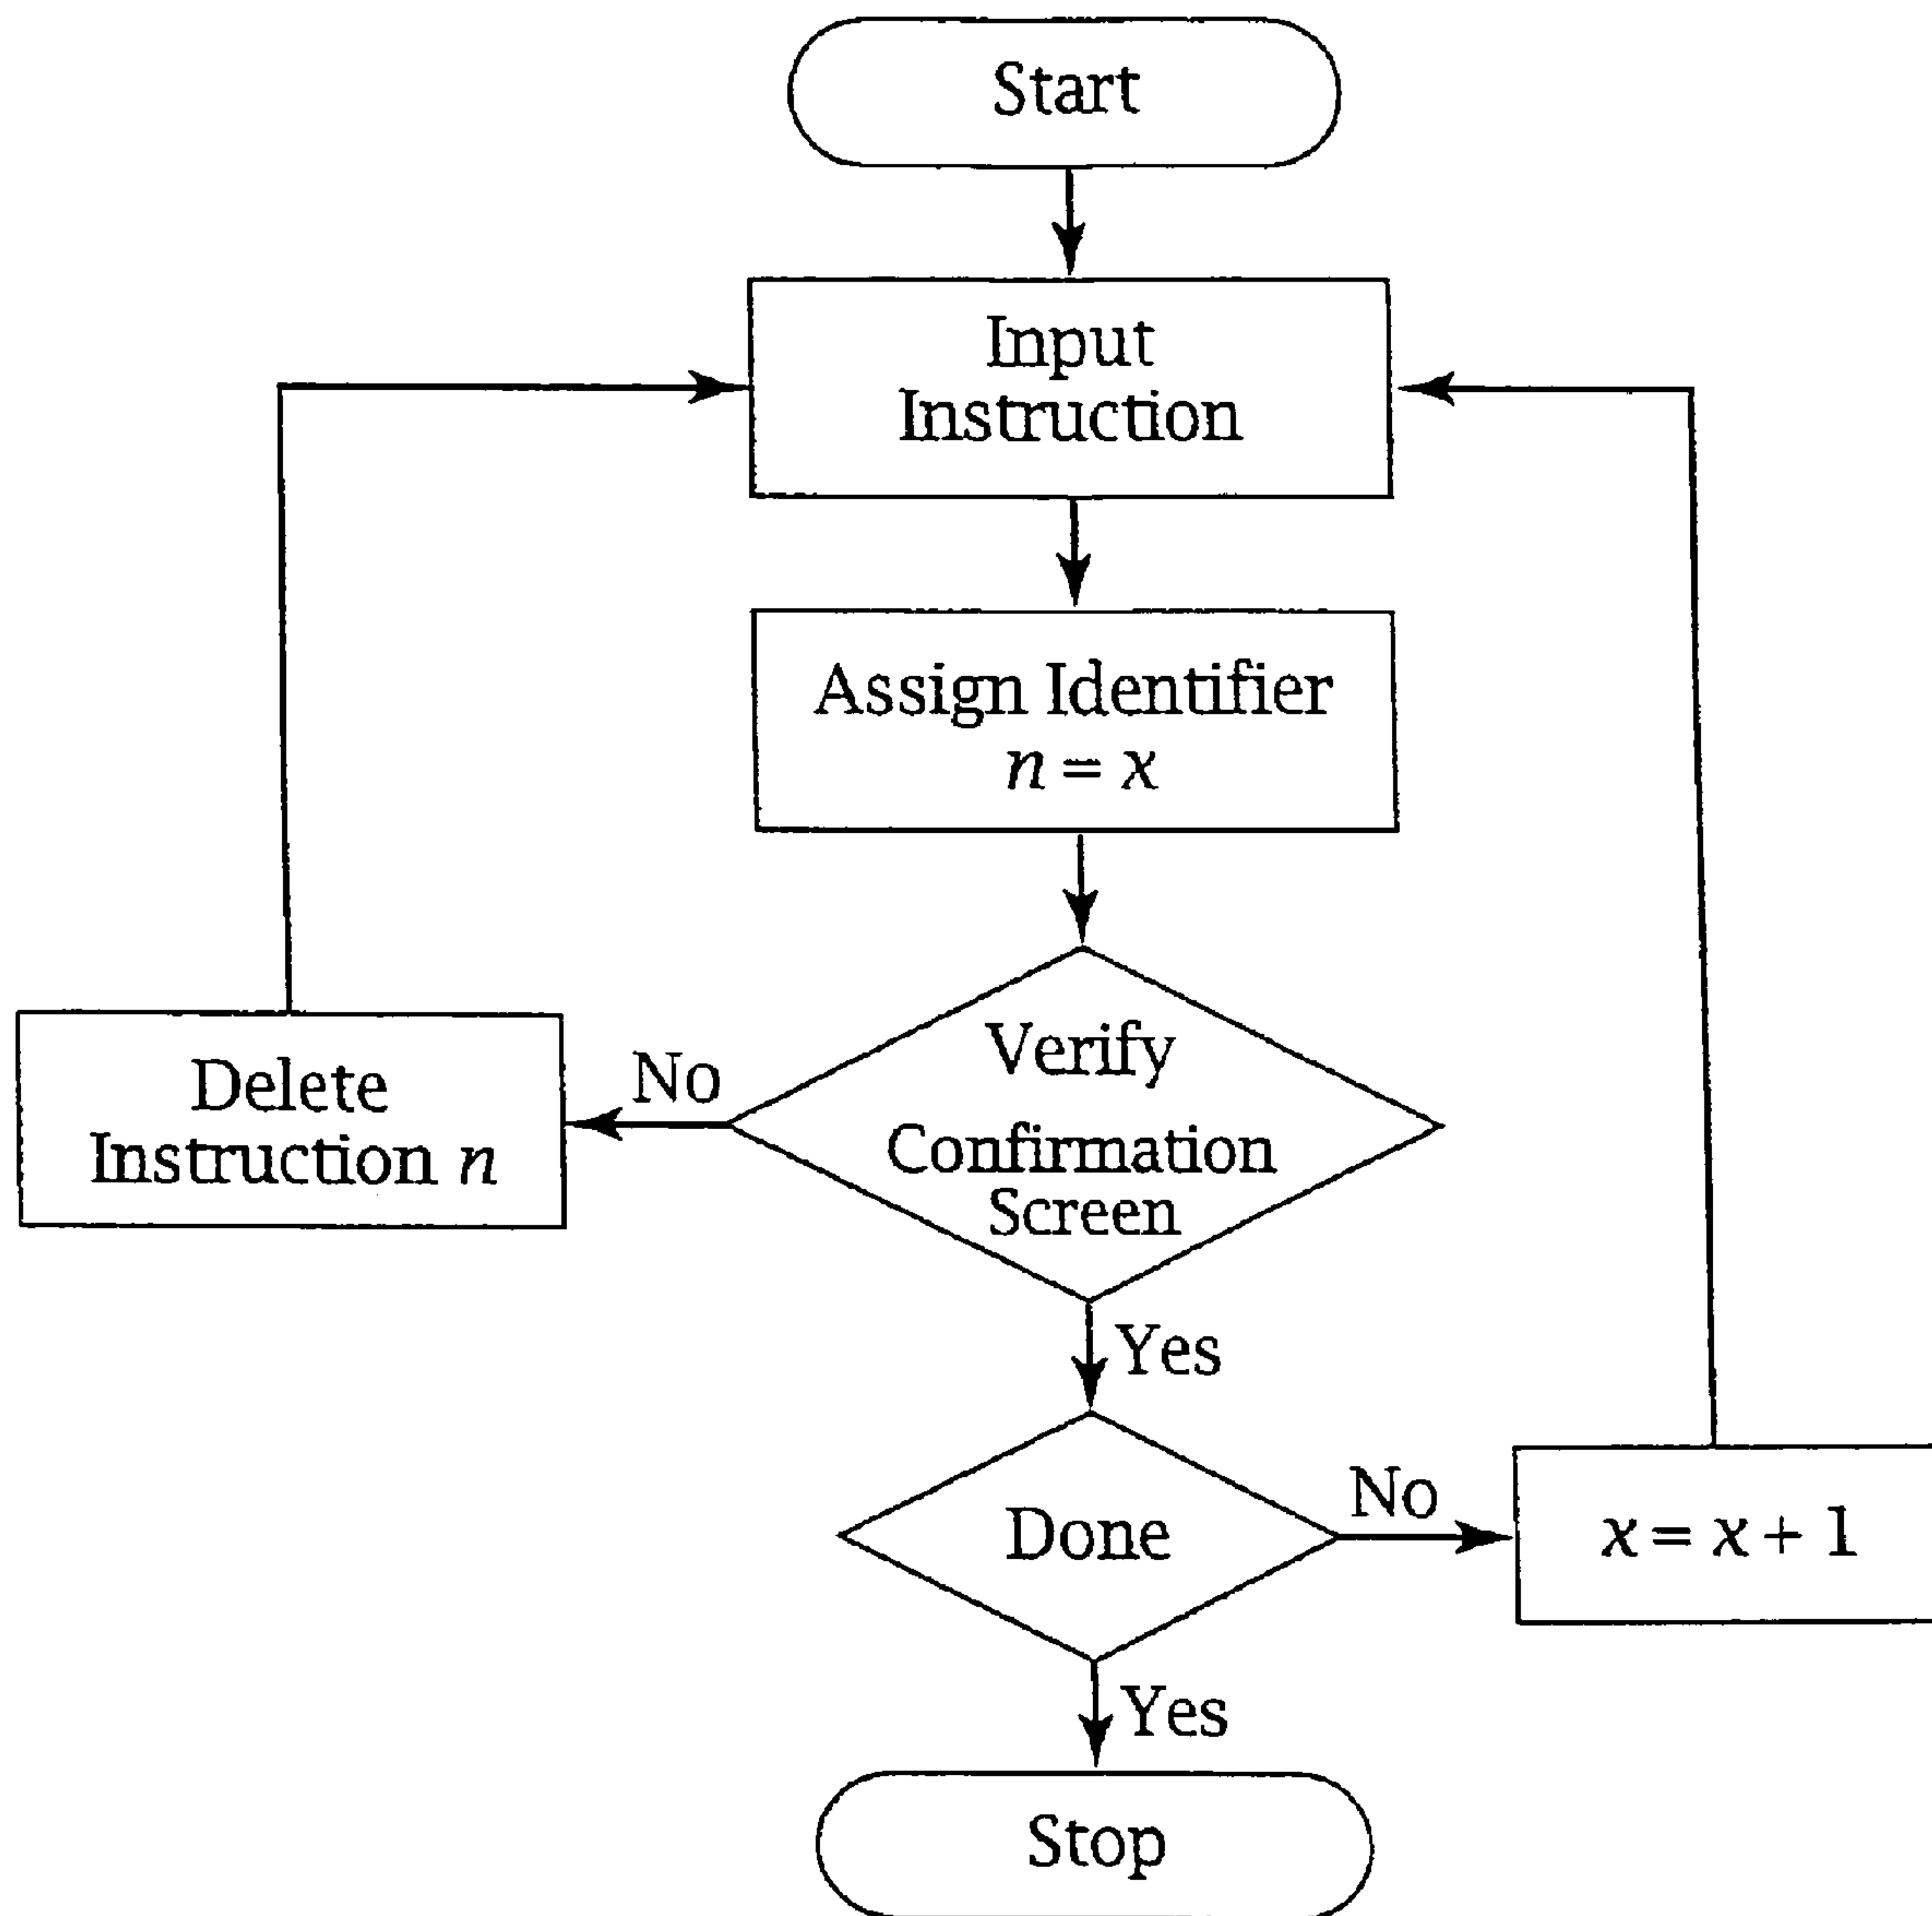 Start
Input
Instruction
Assign Identifier
n = x
Verify
Confirmation
Screen
No
Delete
Instruction n
Yes
Done
No
x = x + 1
Yes
Stop